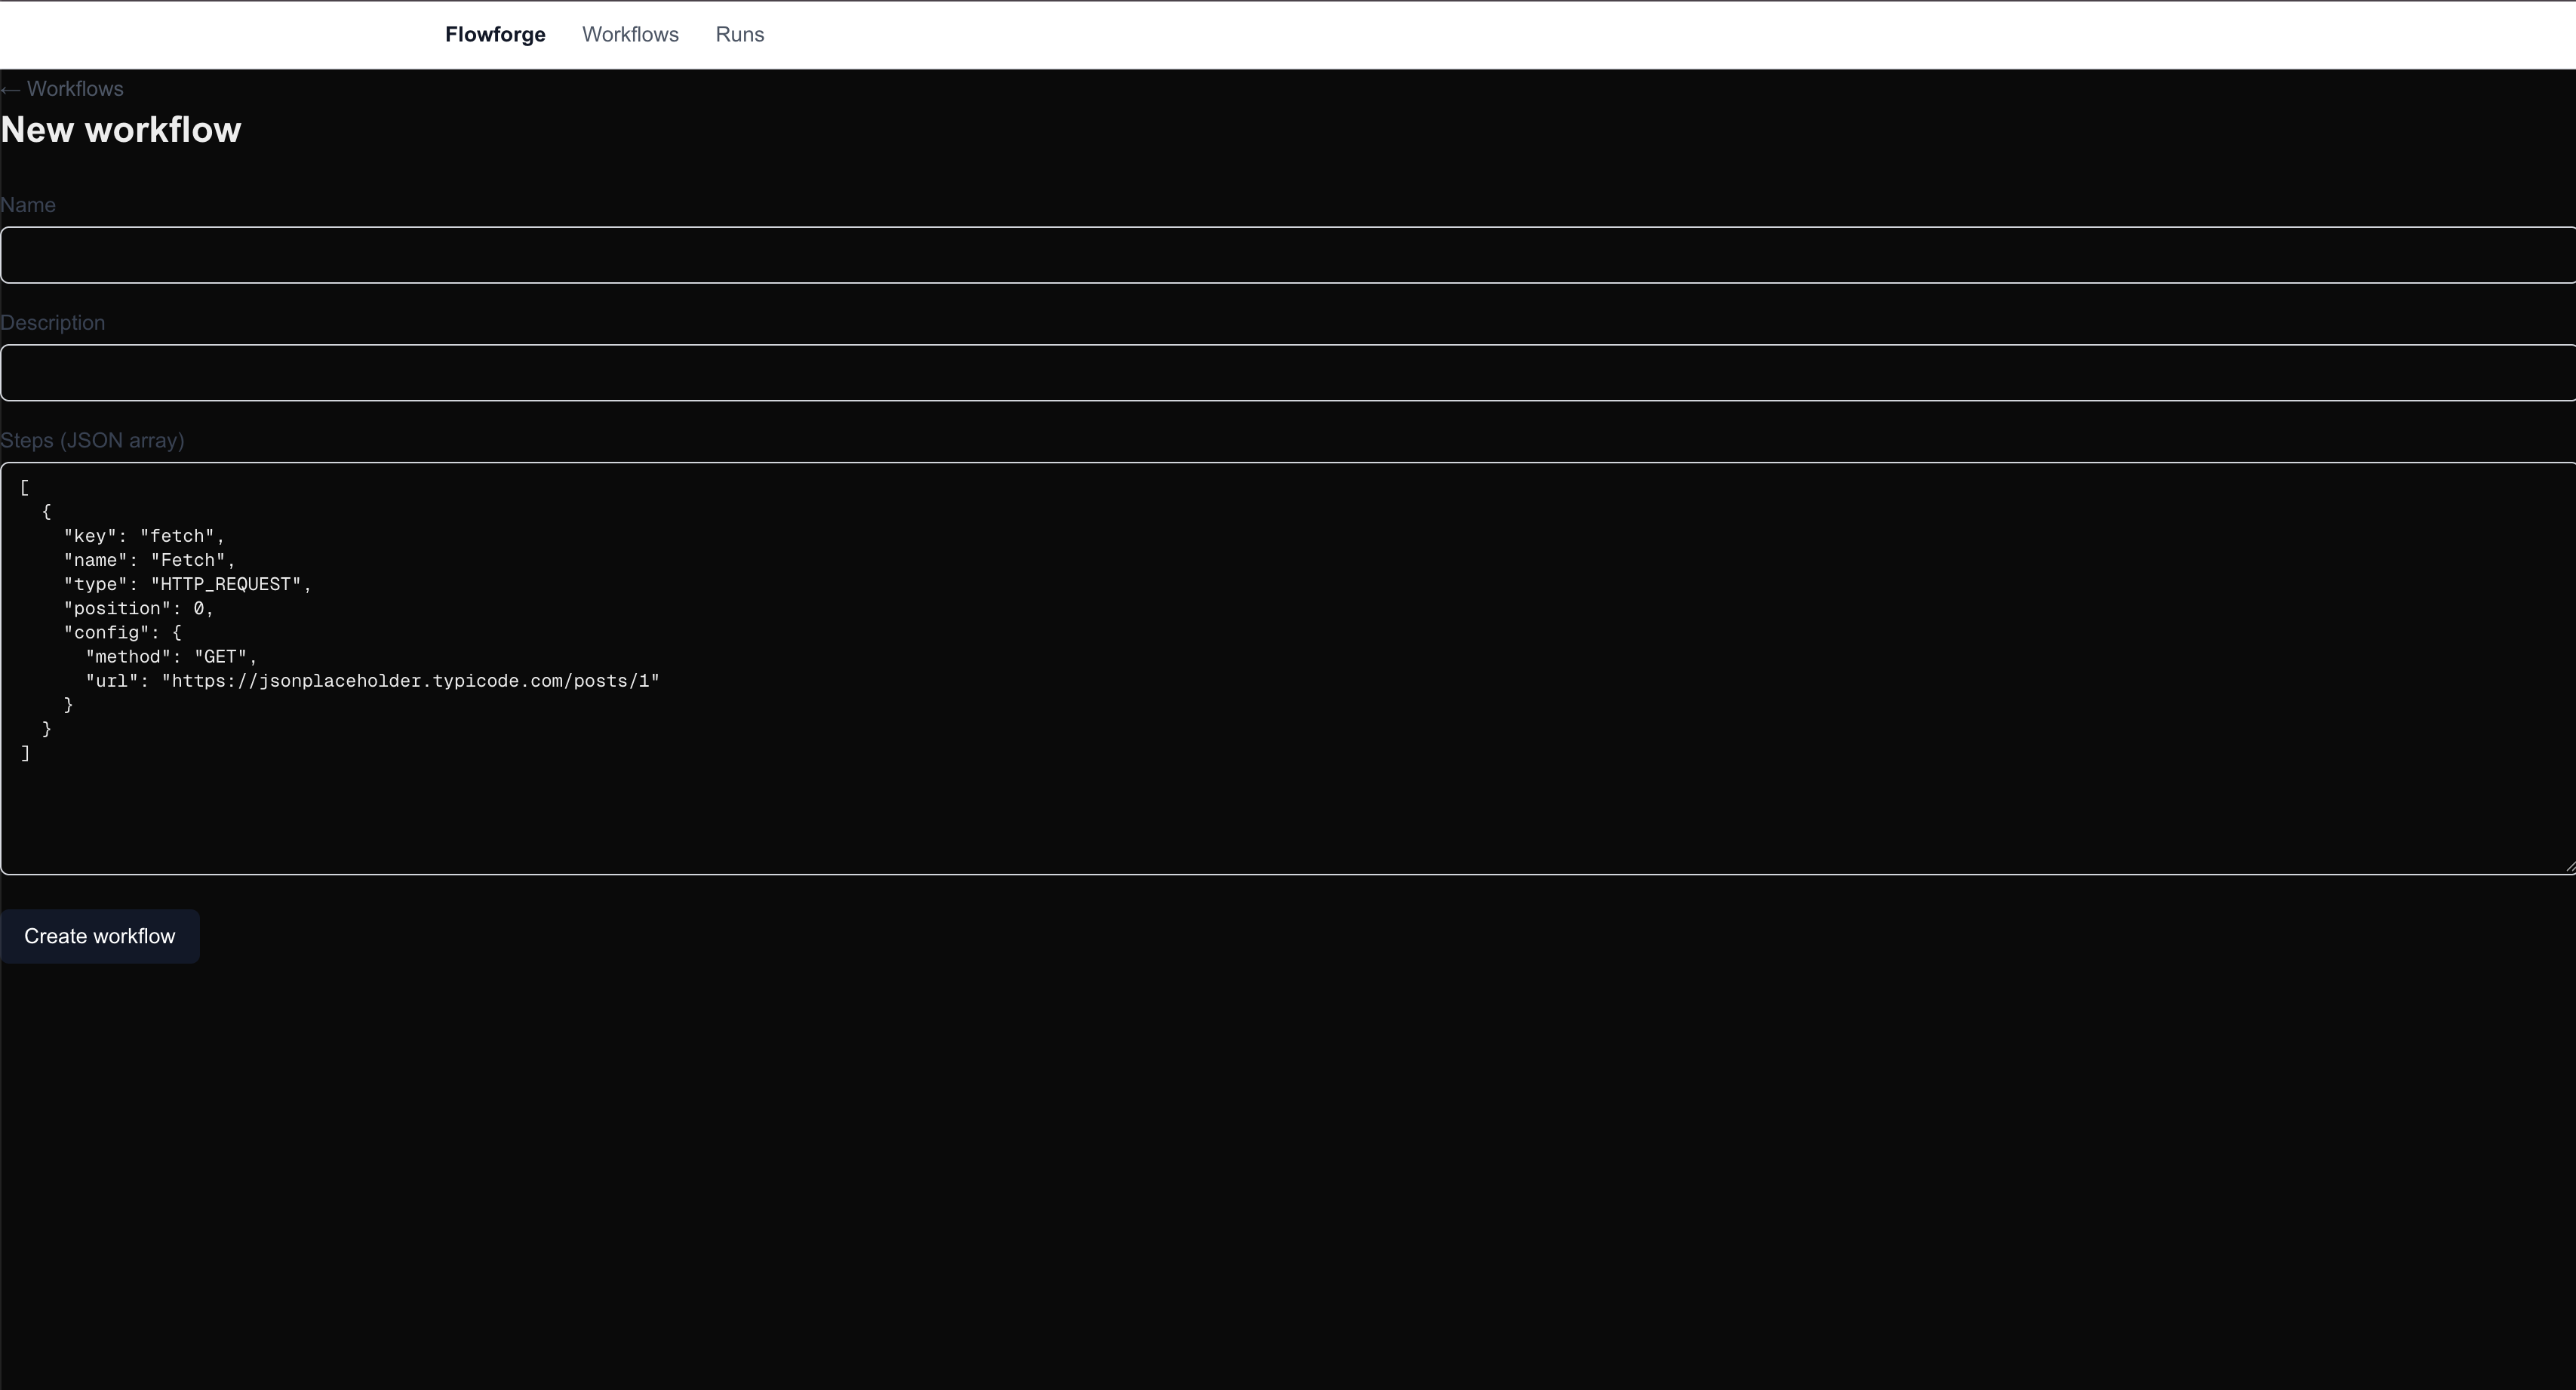 Flowforge Workflows Runs
← Workflows
New workflow
Name
Description
Steps (JSON array)
[
  {
    "key": "fetch",
    "name": "Fetch",
    "type": "HTTP_REQUEST",
    "position": 0,
    "config": {
      "method": "GET",
      "url": "https://jsonplaceholder.typicode.com/posts/1"
    }
  }
]
Create workflow